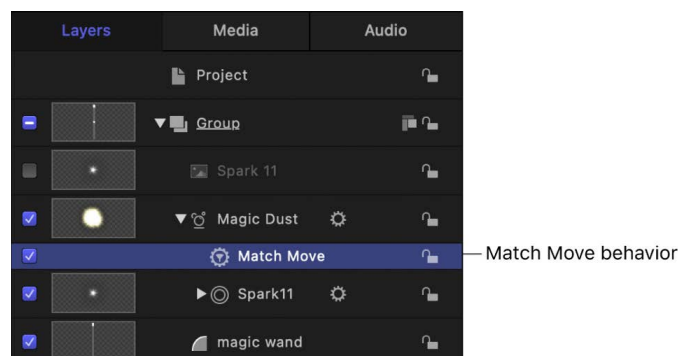 Layers Media Audio
Project
Group
Spark 11
Magic Dust
Match Move
Match Move behavior
Spark11
magic wand